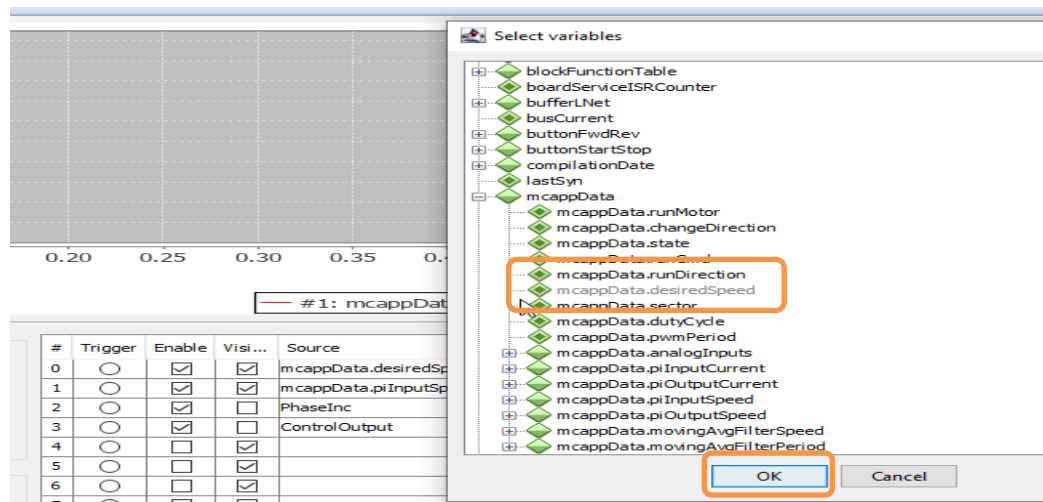 Select variables
blockFunctionTable
boardServiceISRCounter
bufferLNet
busCurrent
buttonFwdRev
buttonStartStop
compilationDate
lastSyn
mcappData
mcappData.runMotor
mcappData.changeDirection
mcappData.state
mcappData.runDirection
mcappData.desiredSpeed
mcappData.sector
mcappData.dutyCycle
mcappData.pwmPeriod
mcappData.analogInputs
mcappData.piInputCurrent
mcappData.piOutputCurrent
mcappData.piInputSpeed
mcappData.piOutputSpeed
mcappData.movingAvgFilterSpeed
mcappData.movingAvgFilterPeriod
OK Cancel
0.20 0.25 0.30 0.35 0.
#1: mcappDat
# Trigger Enable Visi... Source
0 mcappData.desiredSp
1 mcappData.piInputSp
2 PhaseInc
3 ControlOutput
4
5
6